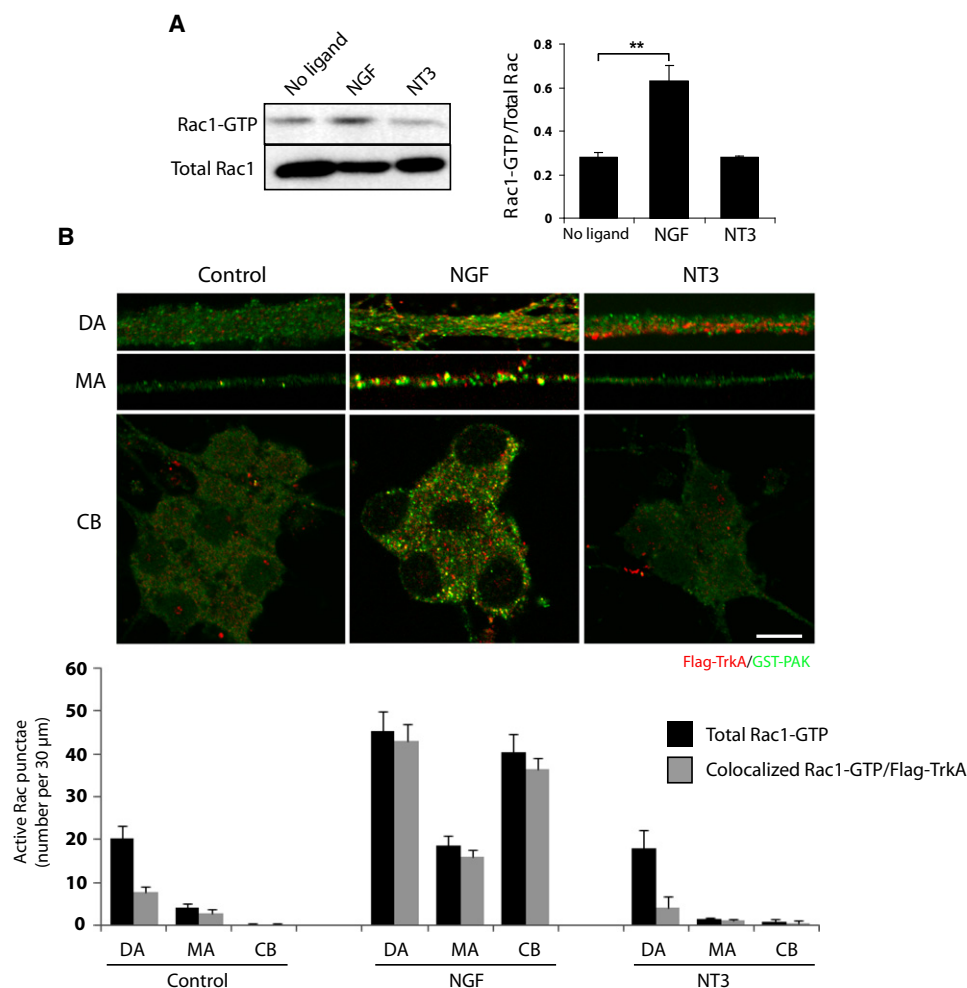 A
No ligand
NGF
NT3
Rac1-GTP
Total Rac1
Rac1-GTP/Total Rac
0.8
0.6
0.4
0.2
0
**
No ligand
NGF
NT3
B
Control
NGF
NT3
DA
MA
CB
Flag-TrkA/GST-PAK
Active Rac punctae
(number per 30 µm)
60
50
40
30
20
10
0
Total Rac1-GTP
Colocalized Rac1-GTP/Flag-TrkA
DA MA CB
DA MA CB
DA MA CB
Control
NGF
NT3